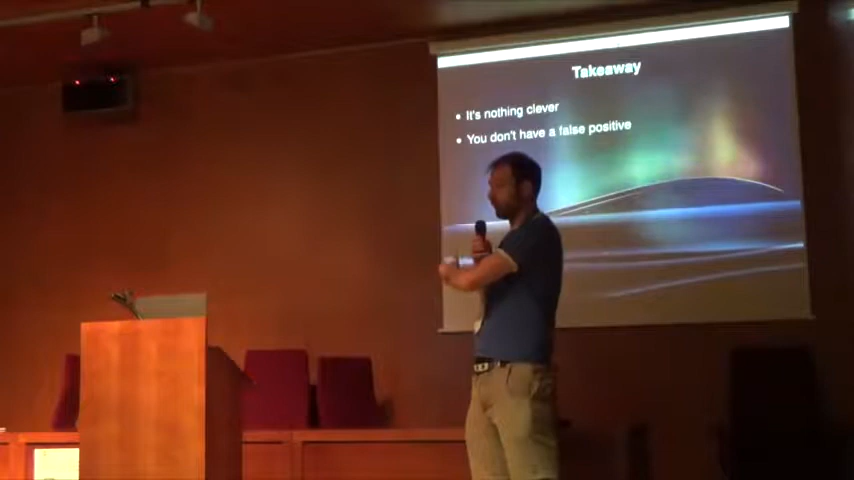 Takeaway
• It's nothing clever
• You don't have a false positive